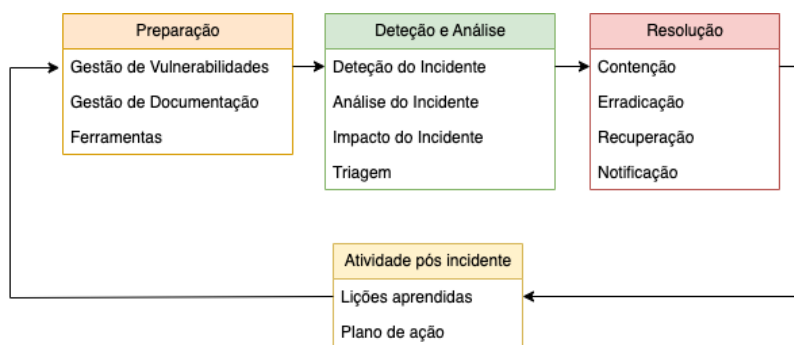 Preparação
Gestão de Vulnerabilidades
Gestão de Documentação
Ferramentas
Deteção e Análise
Deteção do Incidente
Análise do Incidente
Impacto do Incidente
Triagem
Resolução
Contenção
Erradicação
Recuperação
Notificação
Atividade pós incidente
Lições aprendidas
Plano de ação